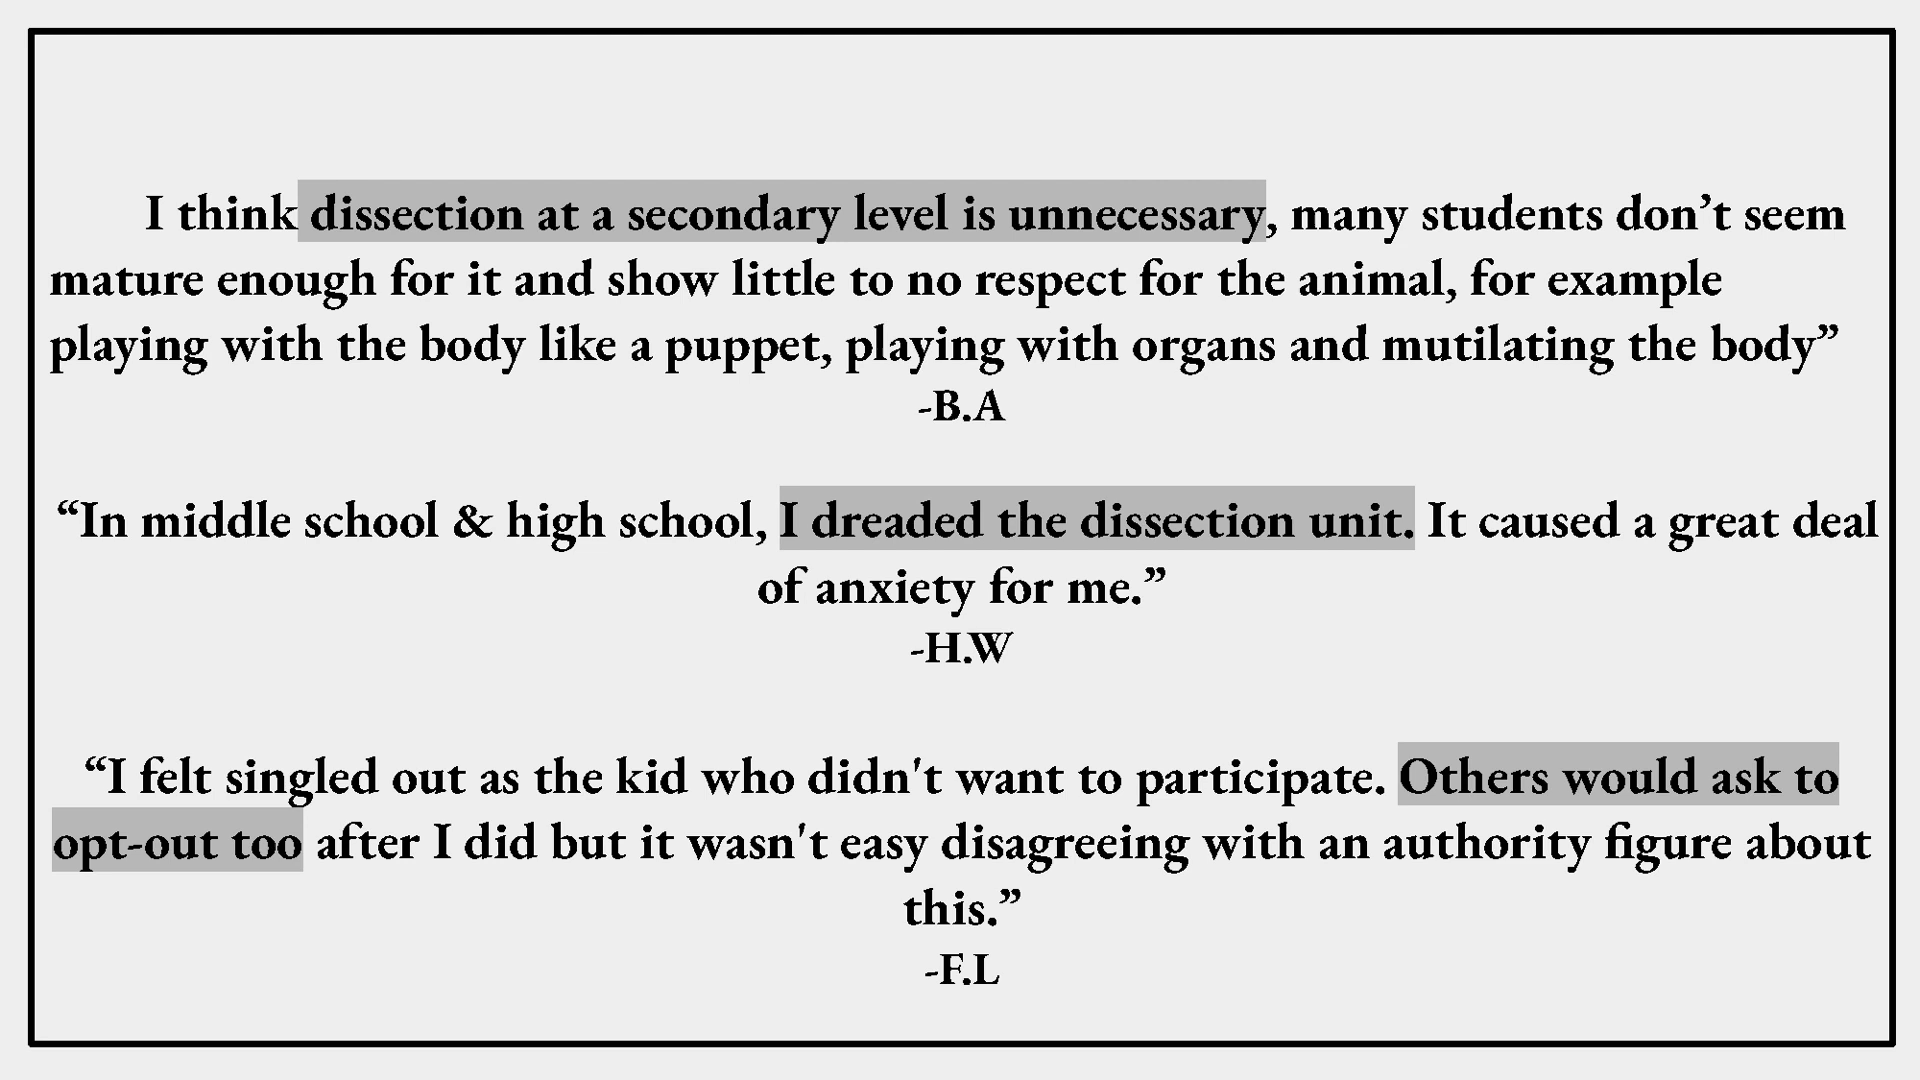 I think dissection at a secondary level is unnecessary, many students don’t seem
mature enough for it and show little to no respect for the animal, for example
playing with the body like a puppet, playing with organs and mutilating the body”
-B.A
“In middle school & high school, I dreaded the dissection unit. It caused a great deal
of anxiety for me.”
-H.W
“I felt singled out as the kid who didn't want to participate. Others would ask to
opt-out too after I did but it wasn't easy disagreeing with an authority figure about
this.”
-F.L